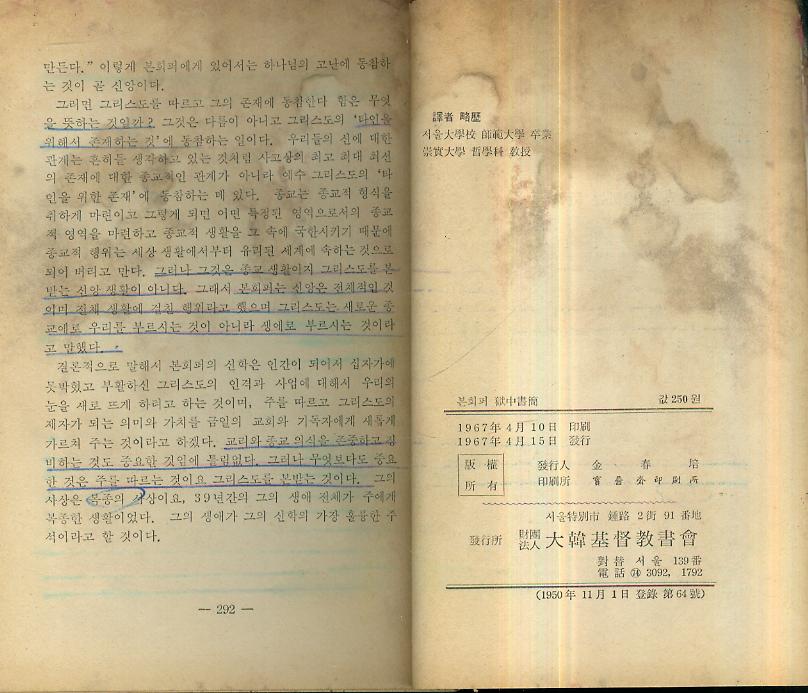 만든다.” 이렇게 본회퍼에게 있어서는 하나님의 고난에 동참하
는 것이 곧 신앙이다.
그러면 그리스도를 따르고 그의 존재에 동참한다 함은 무엇
을 뜻하는 것일까? 그것은 다름이 아니고 그리스도의 ‘타인을
위해서 존재하는 것’에 동참하는 일이다. 우리들의 신에 대한
관계는 흔히들 생각하고 있는 것처럼 사고상의 최고 최대 최선
의 존재에 대한 종교적인 관계가 아니라 예수 그리스도의 ‘타
인을 위한 존재’에 동참하는 데 있다. 종교는 종교적 형식을
취하게 마련이고 그렇게 되면 어떤 특정된 영역으로서의 종교
적 영역을 마련하고 종교적 생활을 그 속에 국한시키기 때문에
종교적 행위는 세상 생활에서부터 유리된 세계에 속하는 것으로
되어 버리고 만다. 그러나 그것은 종교 생활이지 그리스도를 본
받는 신앙 생활이 아니다. 그래서 본회퍼는 신앙은 전체적인 것
이며 전체 생활에 걸친 행위라고 했으며 그리스도는 새로운 종
교에로 우리를 부르시는 것이 아니라 생에로 부르시는 것이라
고 말했다.
결론적으로 말해서 본회퍼의 신학은 인간이 되어서 십자가에
못박혔고 부활하신 그리스도의 인격과 사업에 대해서 우리의
눈을 새로 뜨게 하려고 하는 것이며, 주를 따르고 그리스도의
제자가 되는 의미와 가치를 금일의 교회와 기독자에게 새롭게
가르쳐 주는 것이라고 하겠다. 교리와 종교 의식을 존중하고 겸
비하는 것도 중요한 것임에 틀림없다. 그러나 무엇보다도 중요
한 것은 주를 따르는 것이요 그리스도를 본받는 것이다. 그의
사상은 복종의 사상이요, 39년간의 그의 생애 전체가 주에게
복종한 생활이었다. 그의 생애가 그의 신학의 가장 훌륭한 주
석이라고 할 것이다.
— 292 —
譯者 略歷
서울大學校 師範大學 卒業
崇實大學 哲學科 敎授
본회퍼 獄中書簡 값 250 원
1967年 4月 10日 印刷
1967年 4月 15日 發行
版權
所有
發行人 金春培
印刷所 印刷所
서울特別市 鍾路 2街 91 番地
發行所 財團法人 大韓基督敎書會
對替 서울 139番
電話 ㉔ 3092, 1792
(1950年 11月 1日 登錄 第64號)